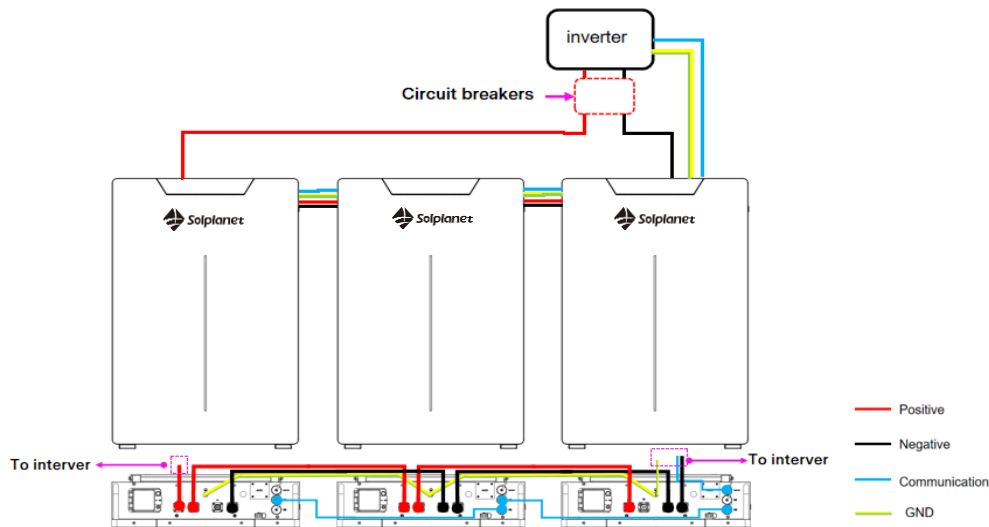 inverter
Circuit breakers
Solplanet
Solplanet
Solplanet
Positive
Negative
To interver
To interver
Communication
GND